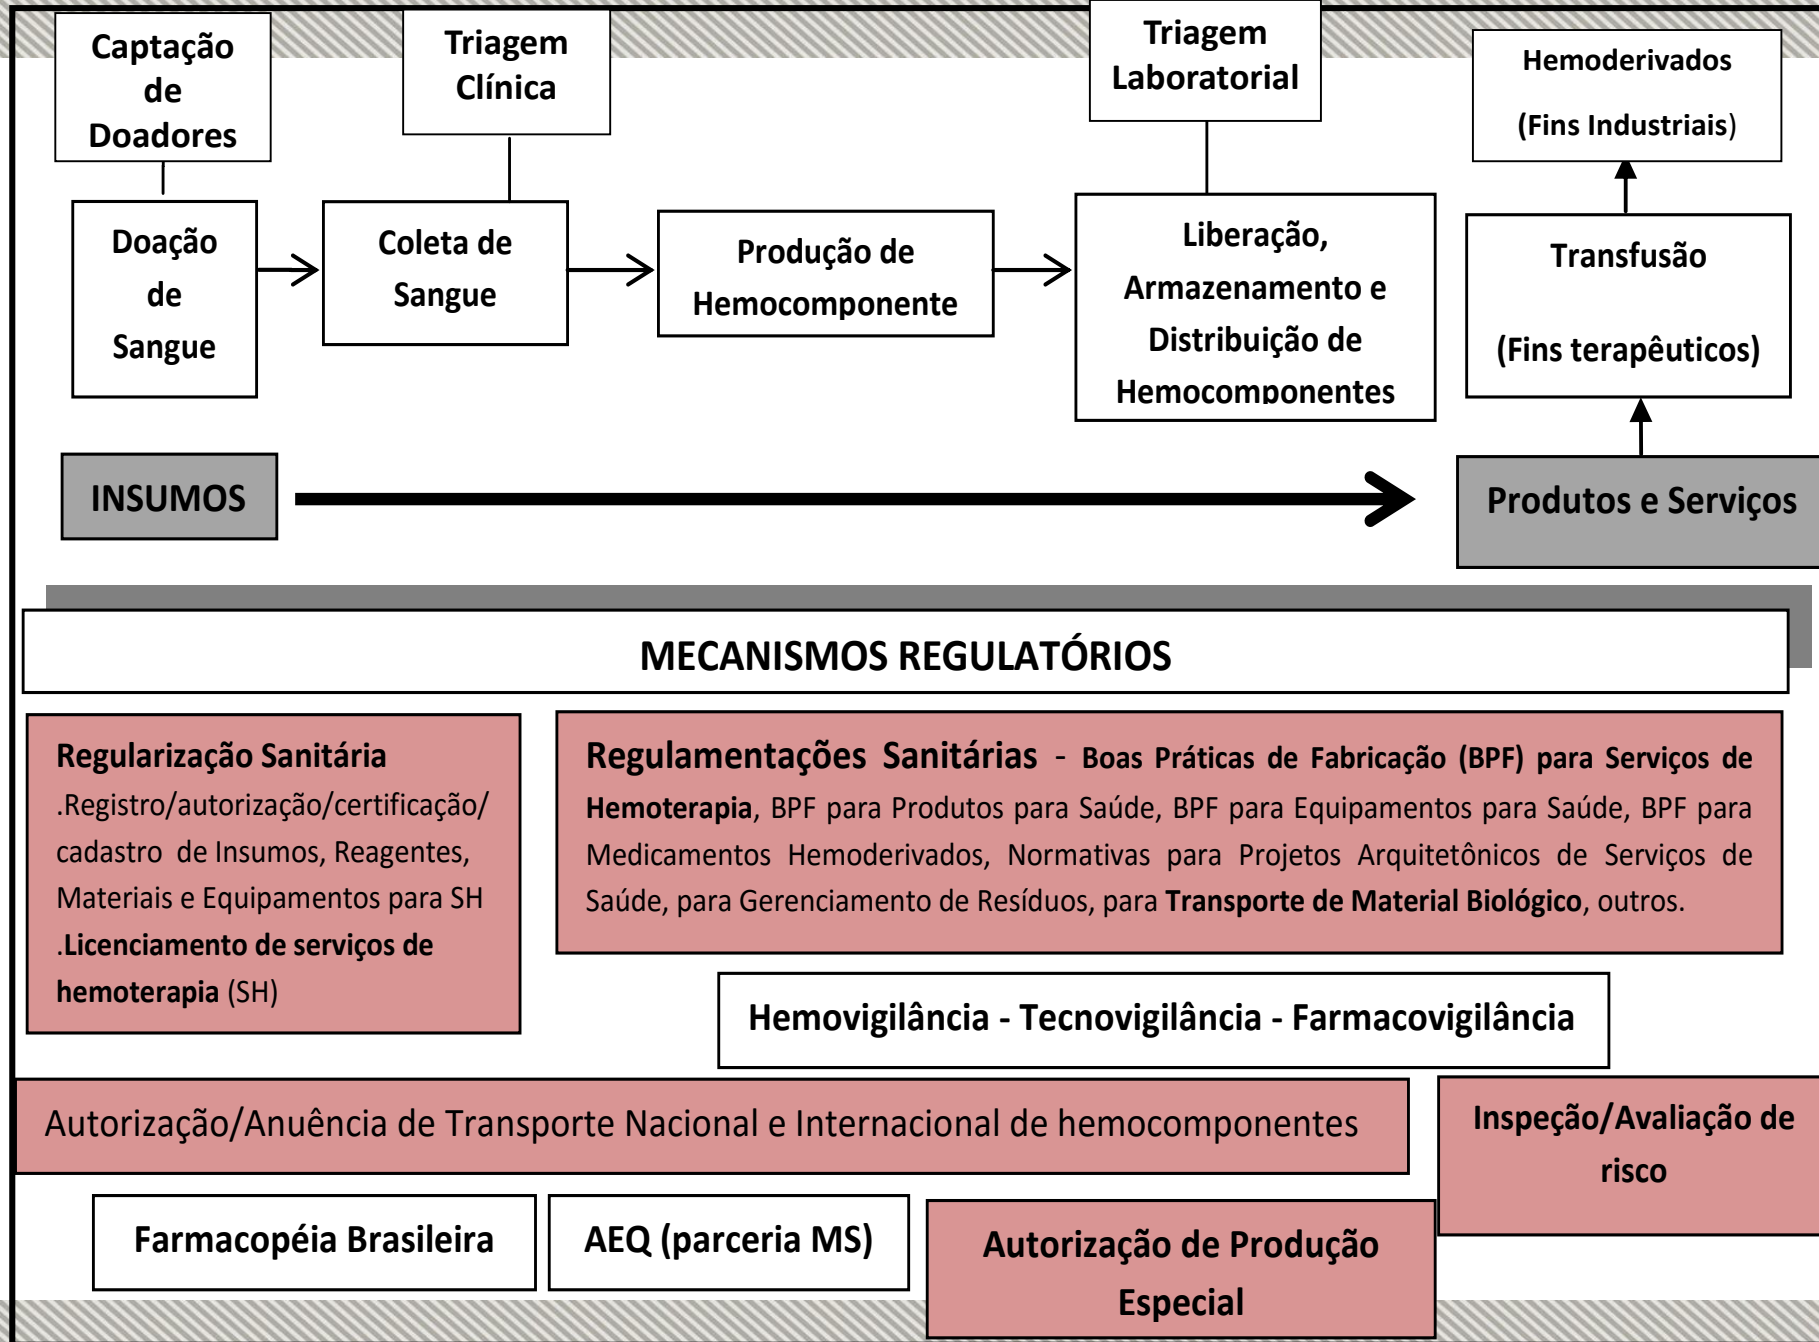 Captação
de
Doadores
Triagem
Clínica
Triagem
Laboratorial
Hemoderivados
(Fins Industriais)
Doação
de
Sangue
Coleta de
Sangue
Produção de
Hemocomponente
Liberação,
Armazenamento e
Distribuição de
Hemocomponentes
Transfusão
(Fins terapêuticos)
INSUMOS
Produtos e Serviços
MECANISMOS REGULATÓRIOS
Regularização Sanitária
.Registro/autorização/certificação/
cadastro de Insumos, Reagentes,
Materiais e Equipamentos para SH
.Licenciamento de serviços de
hemoterapia (SH)
Regulamentações Sanitárias - Boas Práticas de Fabricação (BPF) para Serviços de
Hemoterapia, BPF para Produtos para Saúde, BPF para Equipamentos para Saúde, BPF para
Medicamentos Hemoderivados, Normativas para Projetos Arquitetônicos de Serviços de
Saúde, para Gerenciamento de Resíduos, para Transporte de Material Biológico, outros.
Hemovigilância - Tecnovigilância - Farmacovigilância
Autorização/Anuência de Transporte Nacional e Internacional de hemocomponentes
Inspeção/Avaliação de
risco
Farmacopéia Brasileira
AEQ (parceria MS)
Autorização de Produção
Especial